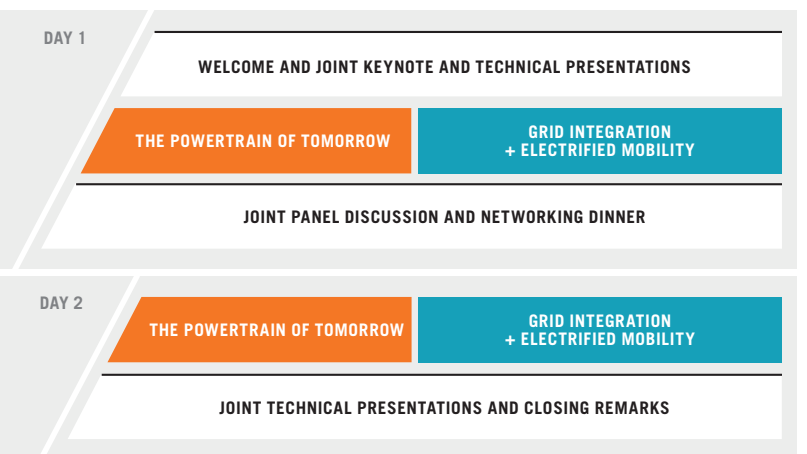 DAY 1
WELCOME AND JOINT KEYNOTE AND TECHNICAL PRESENTATIONS
THE POWERTRAIN OF TOMORROW
GRID INTEGRATION
+ ELECTRIFIED MOBILITY
JOINT PANEL DISCUSSION AND NETWORKING DINNER
DAY 2
THE POWERTRAIN OF TOMORROW
GRID INTEGRATION
+ ELECTRIFIED MOBILITY
JOINT TECHNICAL PRESENTATIONS AND CLOSING REMARKS